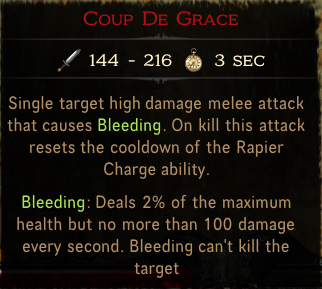 Coup De Grace
144 - 216 3 sec
Single target high damage melee attack
that causes Bleeding. On kill this attack
resets the cooldown of the Rapier
Charge ability.
Bleeding: Deals 2% of the maximum
health but no more than 100 damage
every second. Bleeding can't kill the
target